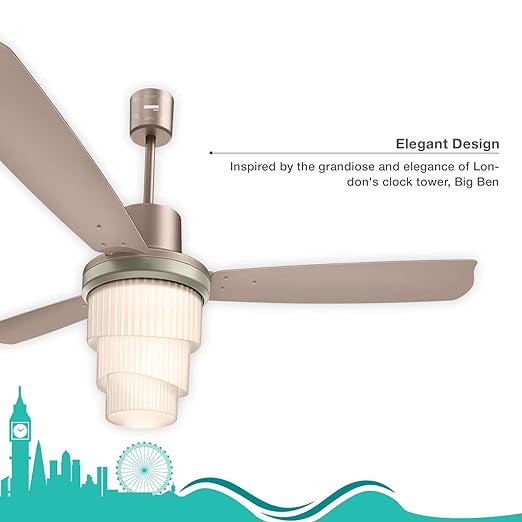 Elegant Design
Inspired by the grandiose and elegance of Lon-
don's clock tower, Big Ben